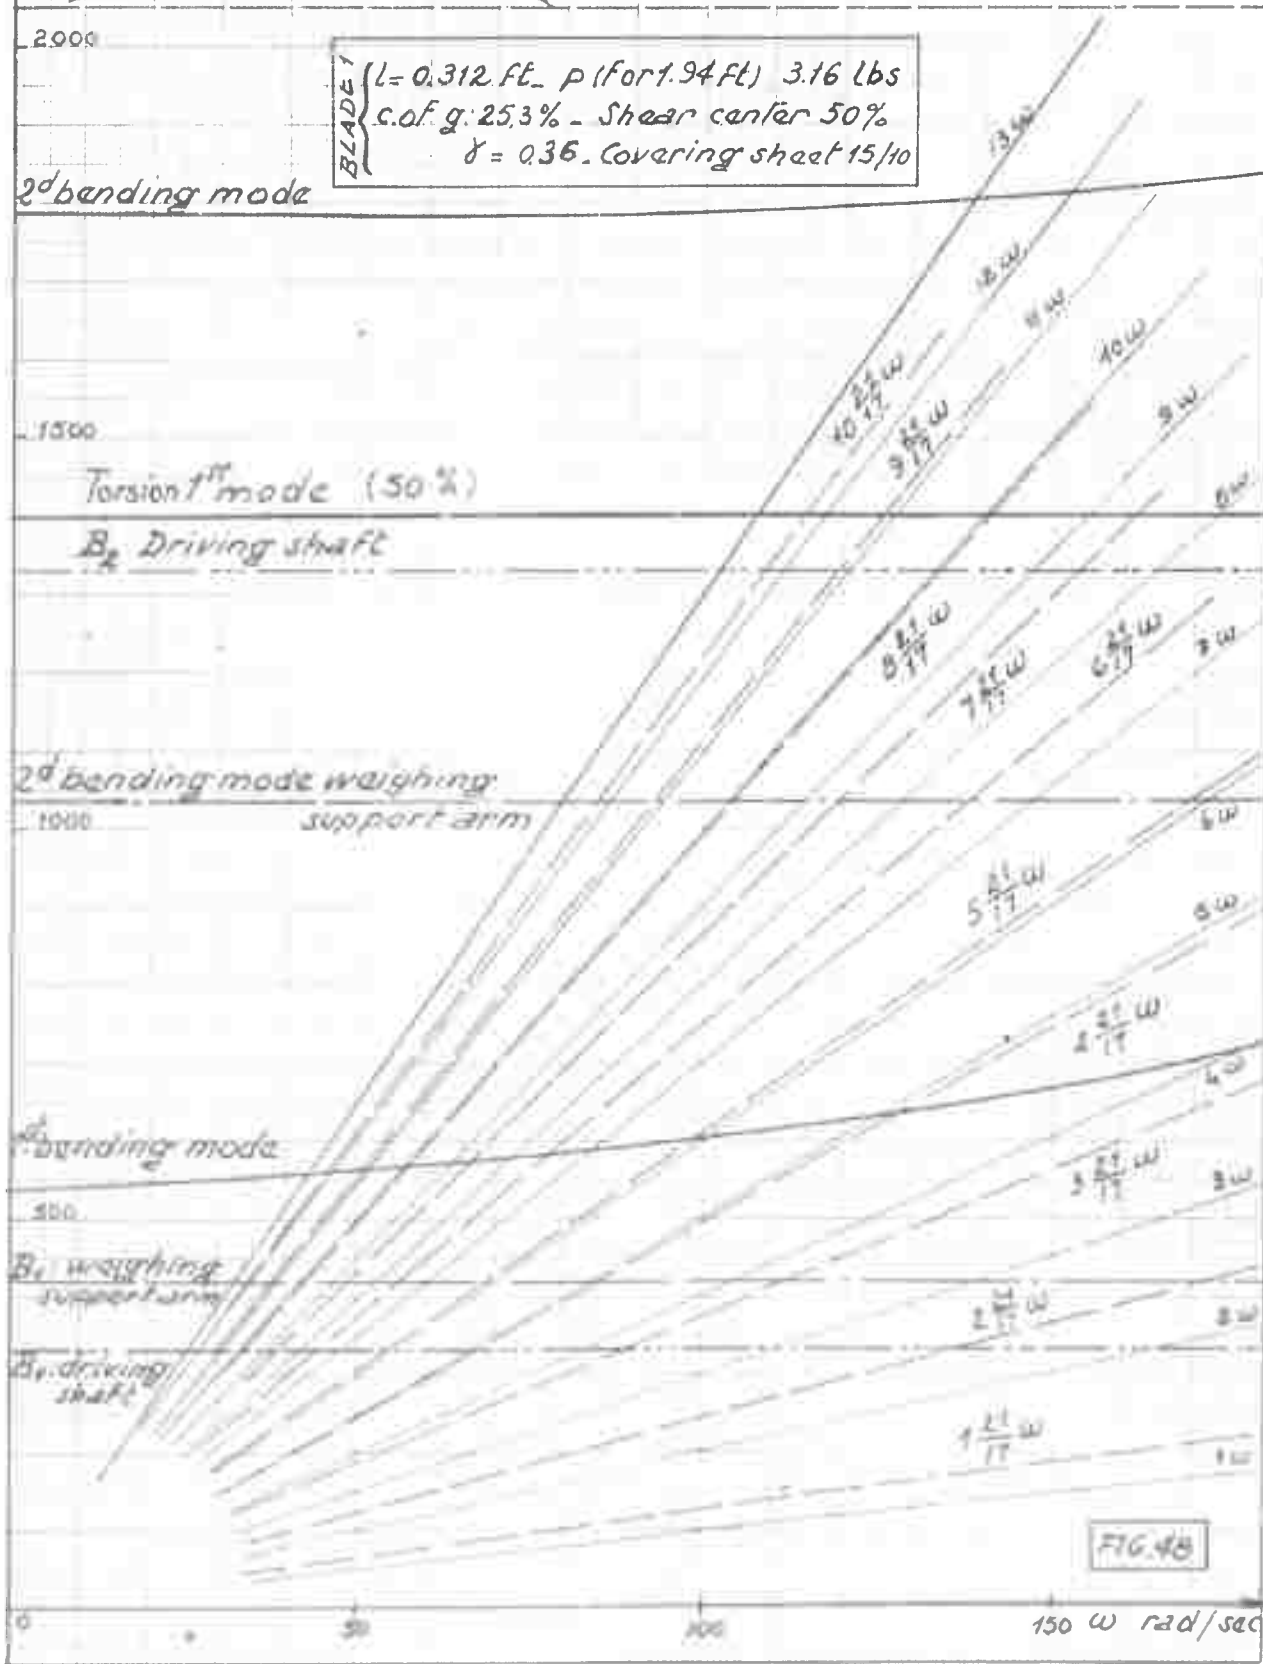 2000
BLADE 1
l= 0.312 ft_ p (for 1.94 ft) 3.16 lbs
c.of g: 25,3% _ Shear center 50%
γ = 0.36. Covering sheet 15/10
2d bending mode
13 ω
12 ω
11 ω
10 ω
10 21/17 ω
9 21/17 ω
9 ω
1500
Torsion 1st mode (50%)
8 ω
B2 Driving shaft
8 21/17 ω
7 21/17 ω
6 21/17 ω
7 ω
2d bending mode weighing
support arm
1000
6 ω
5 21/17 ω
5 ω
21/17 ω
4 ω
bending mode
3 21/17 ω
3 ω
500
B1 weighing
support arm
2 21/17 ω
2 ω
B1. driving
shaft
1 21/17 ω
1 ω
FIG.48
0
50
100
150 ω rad/sec